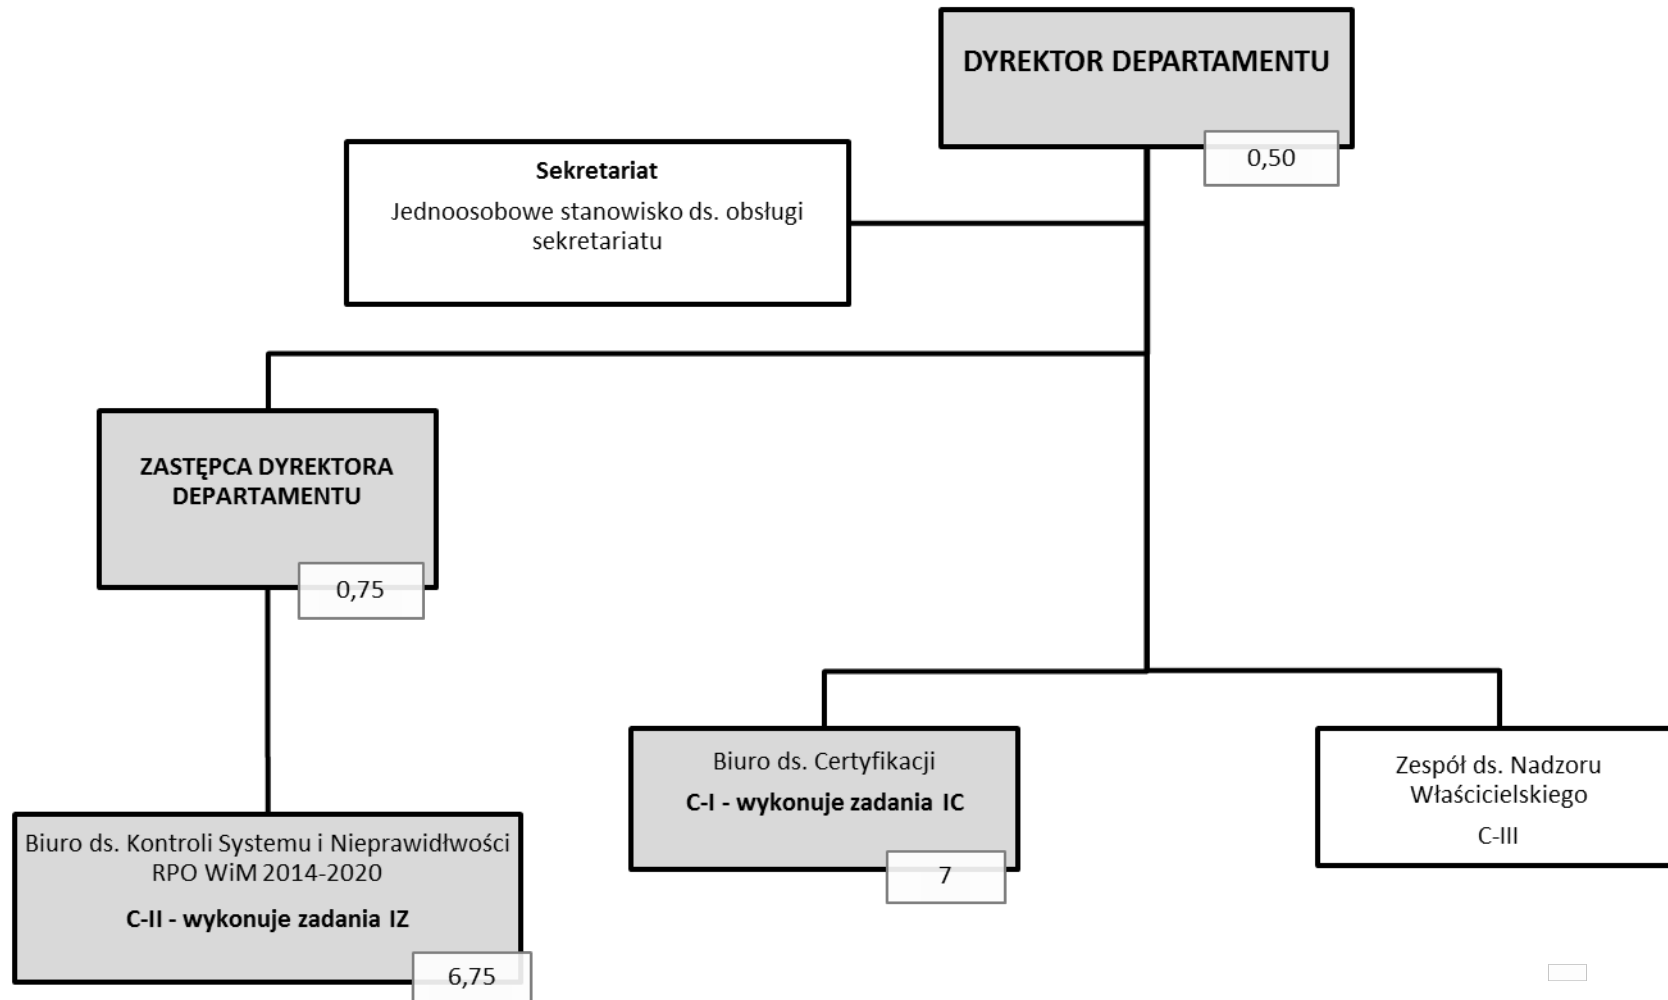 DYREKTOR DEPARTAMENTU
0,50
Sekretariat
Jednoosobowe stanowisko ds. obsługi
sekretariatu
ZASTĘPCA DYREKTORA
DEPARTAMENTU
0,75
Biuro ds. Certyfikacji
C-I - wykonuje zadania IC
7
Zespół ds. Nadzoru
Właścicielskiego
C-III
Biuro ds. Kontroli Systemu i Nieprawidłwości
RPO WiM 2014-2020
C-II - wykonuje zadania IZ
6,75